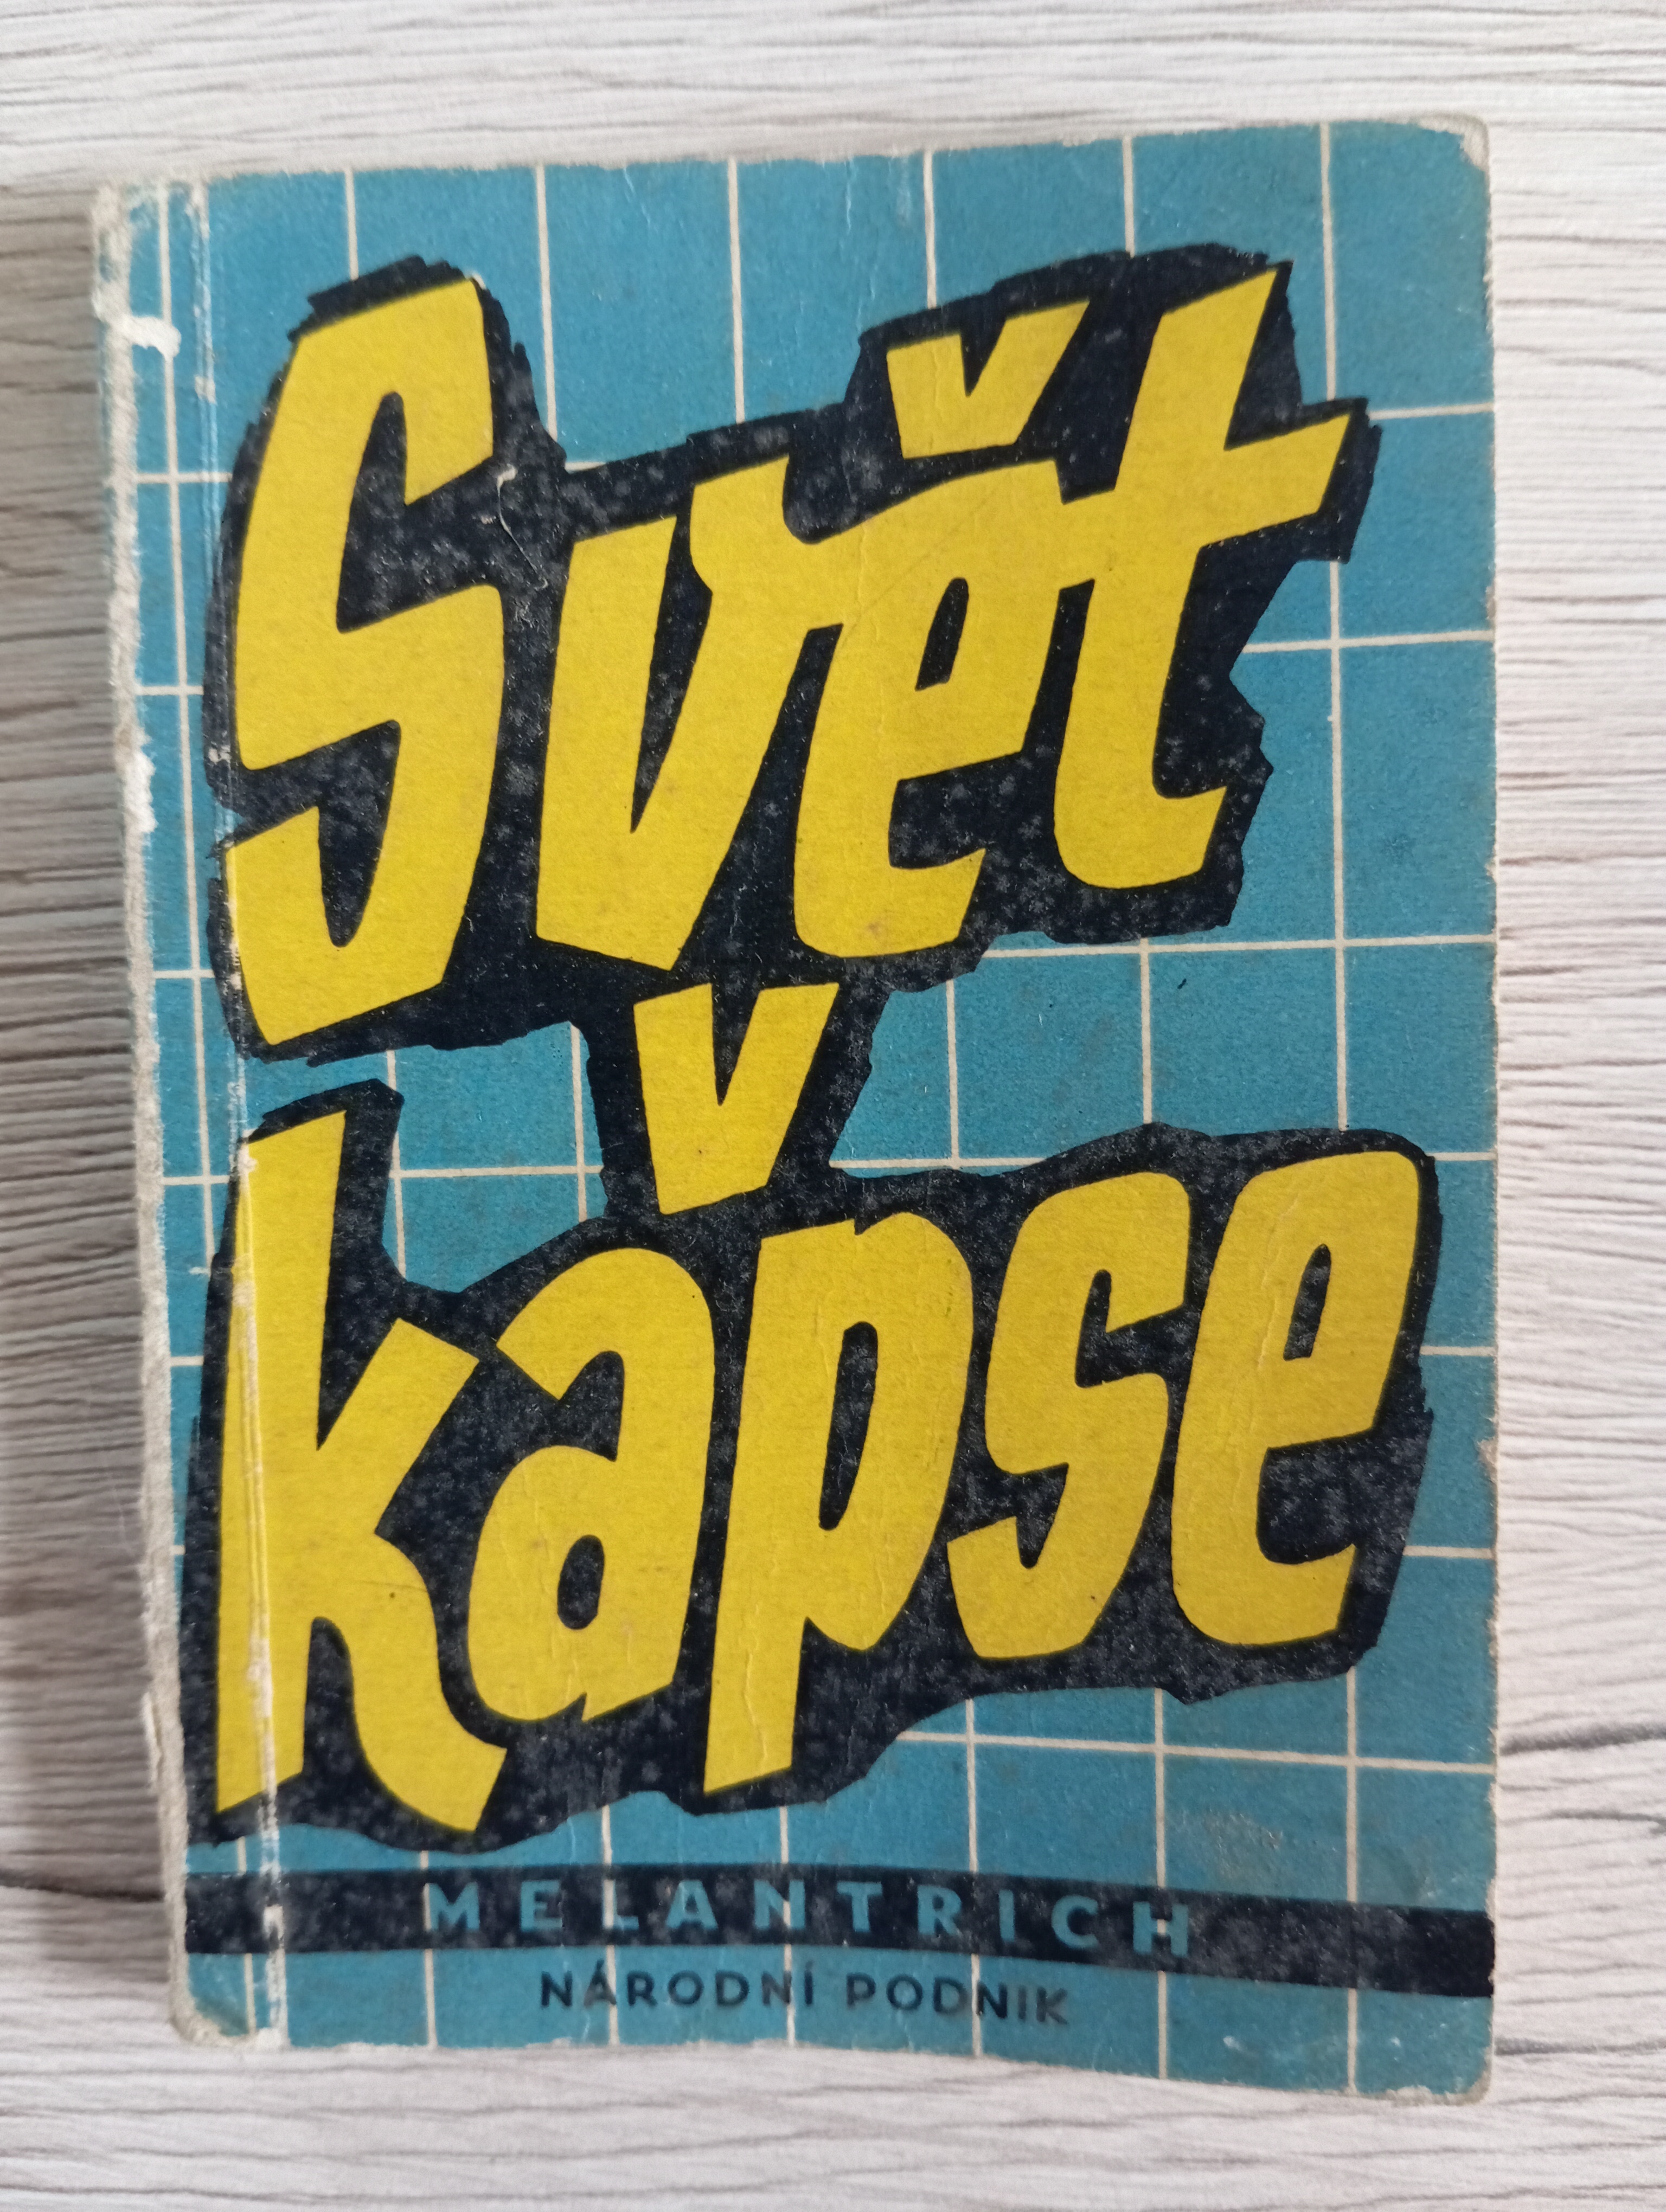 Svět
v
kapse
MELANTRICH
NÁRODNÍ PODNIK